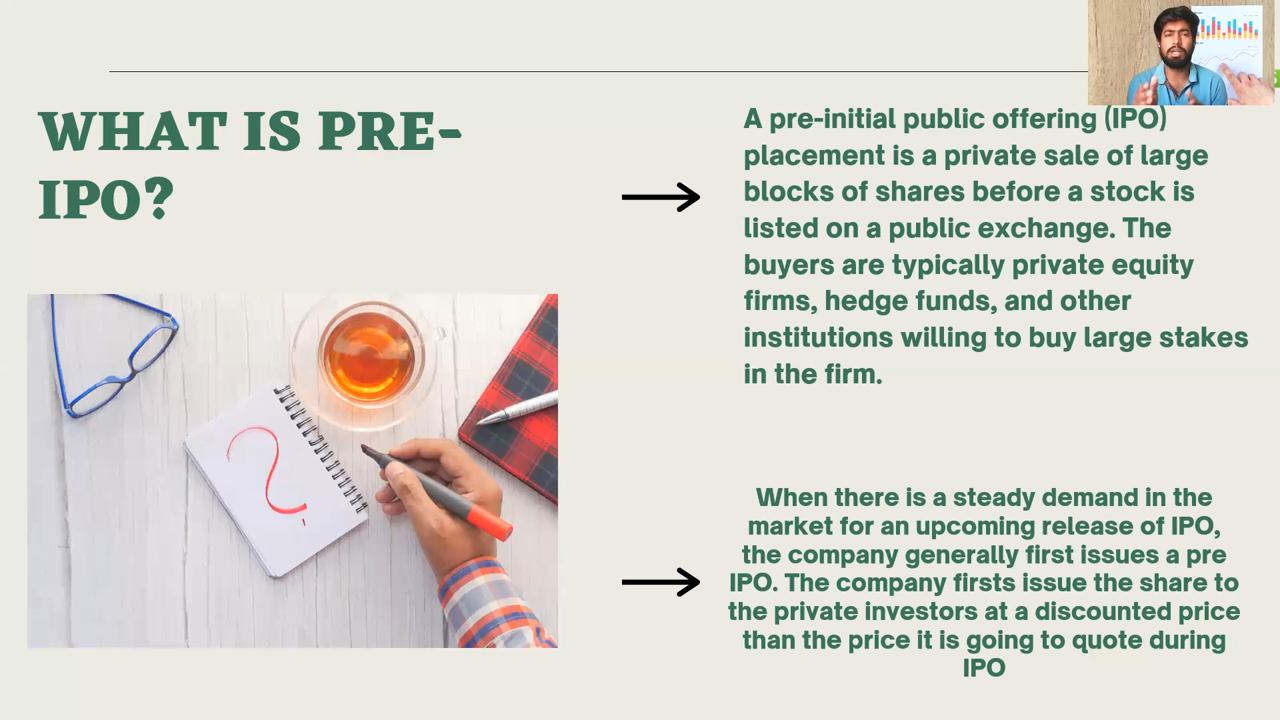 WHAT IS PRE-
IPO?
A pre-initial public offering (IPO)
placement is a private sale of large
blocks of shares before a stock is
listed on a public exchange. The
buyers are typically private equity
firms, hedge funds, and other
institutions willing to buy large stakes
in the firm.
When there is a steady demand in the
market for an upcoming release of IPO,
the company generally first issues a pre
IPO. The company firsts issue the share to
the private investors at a discounted price
than the price it is going to quote during
IPO